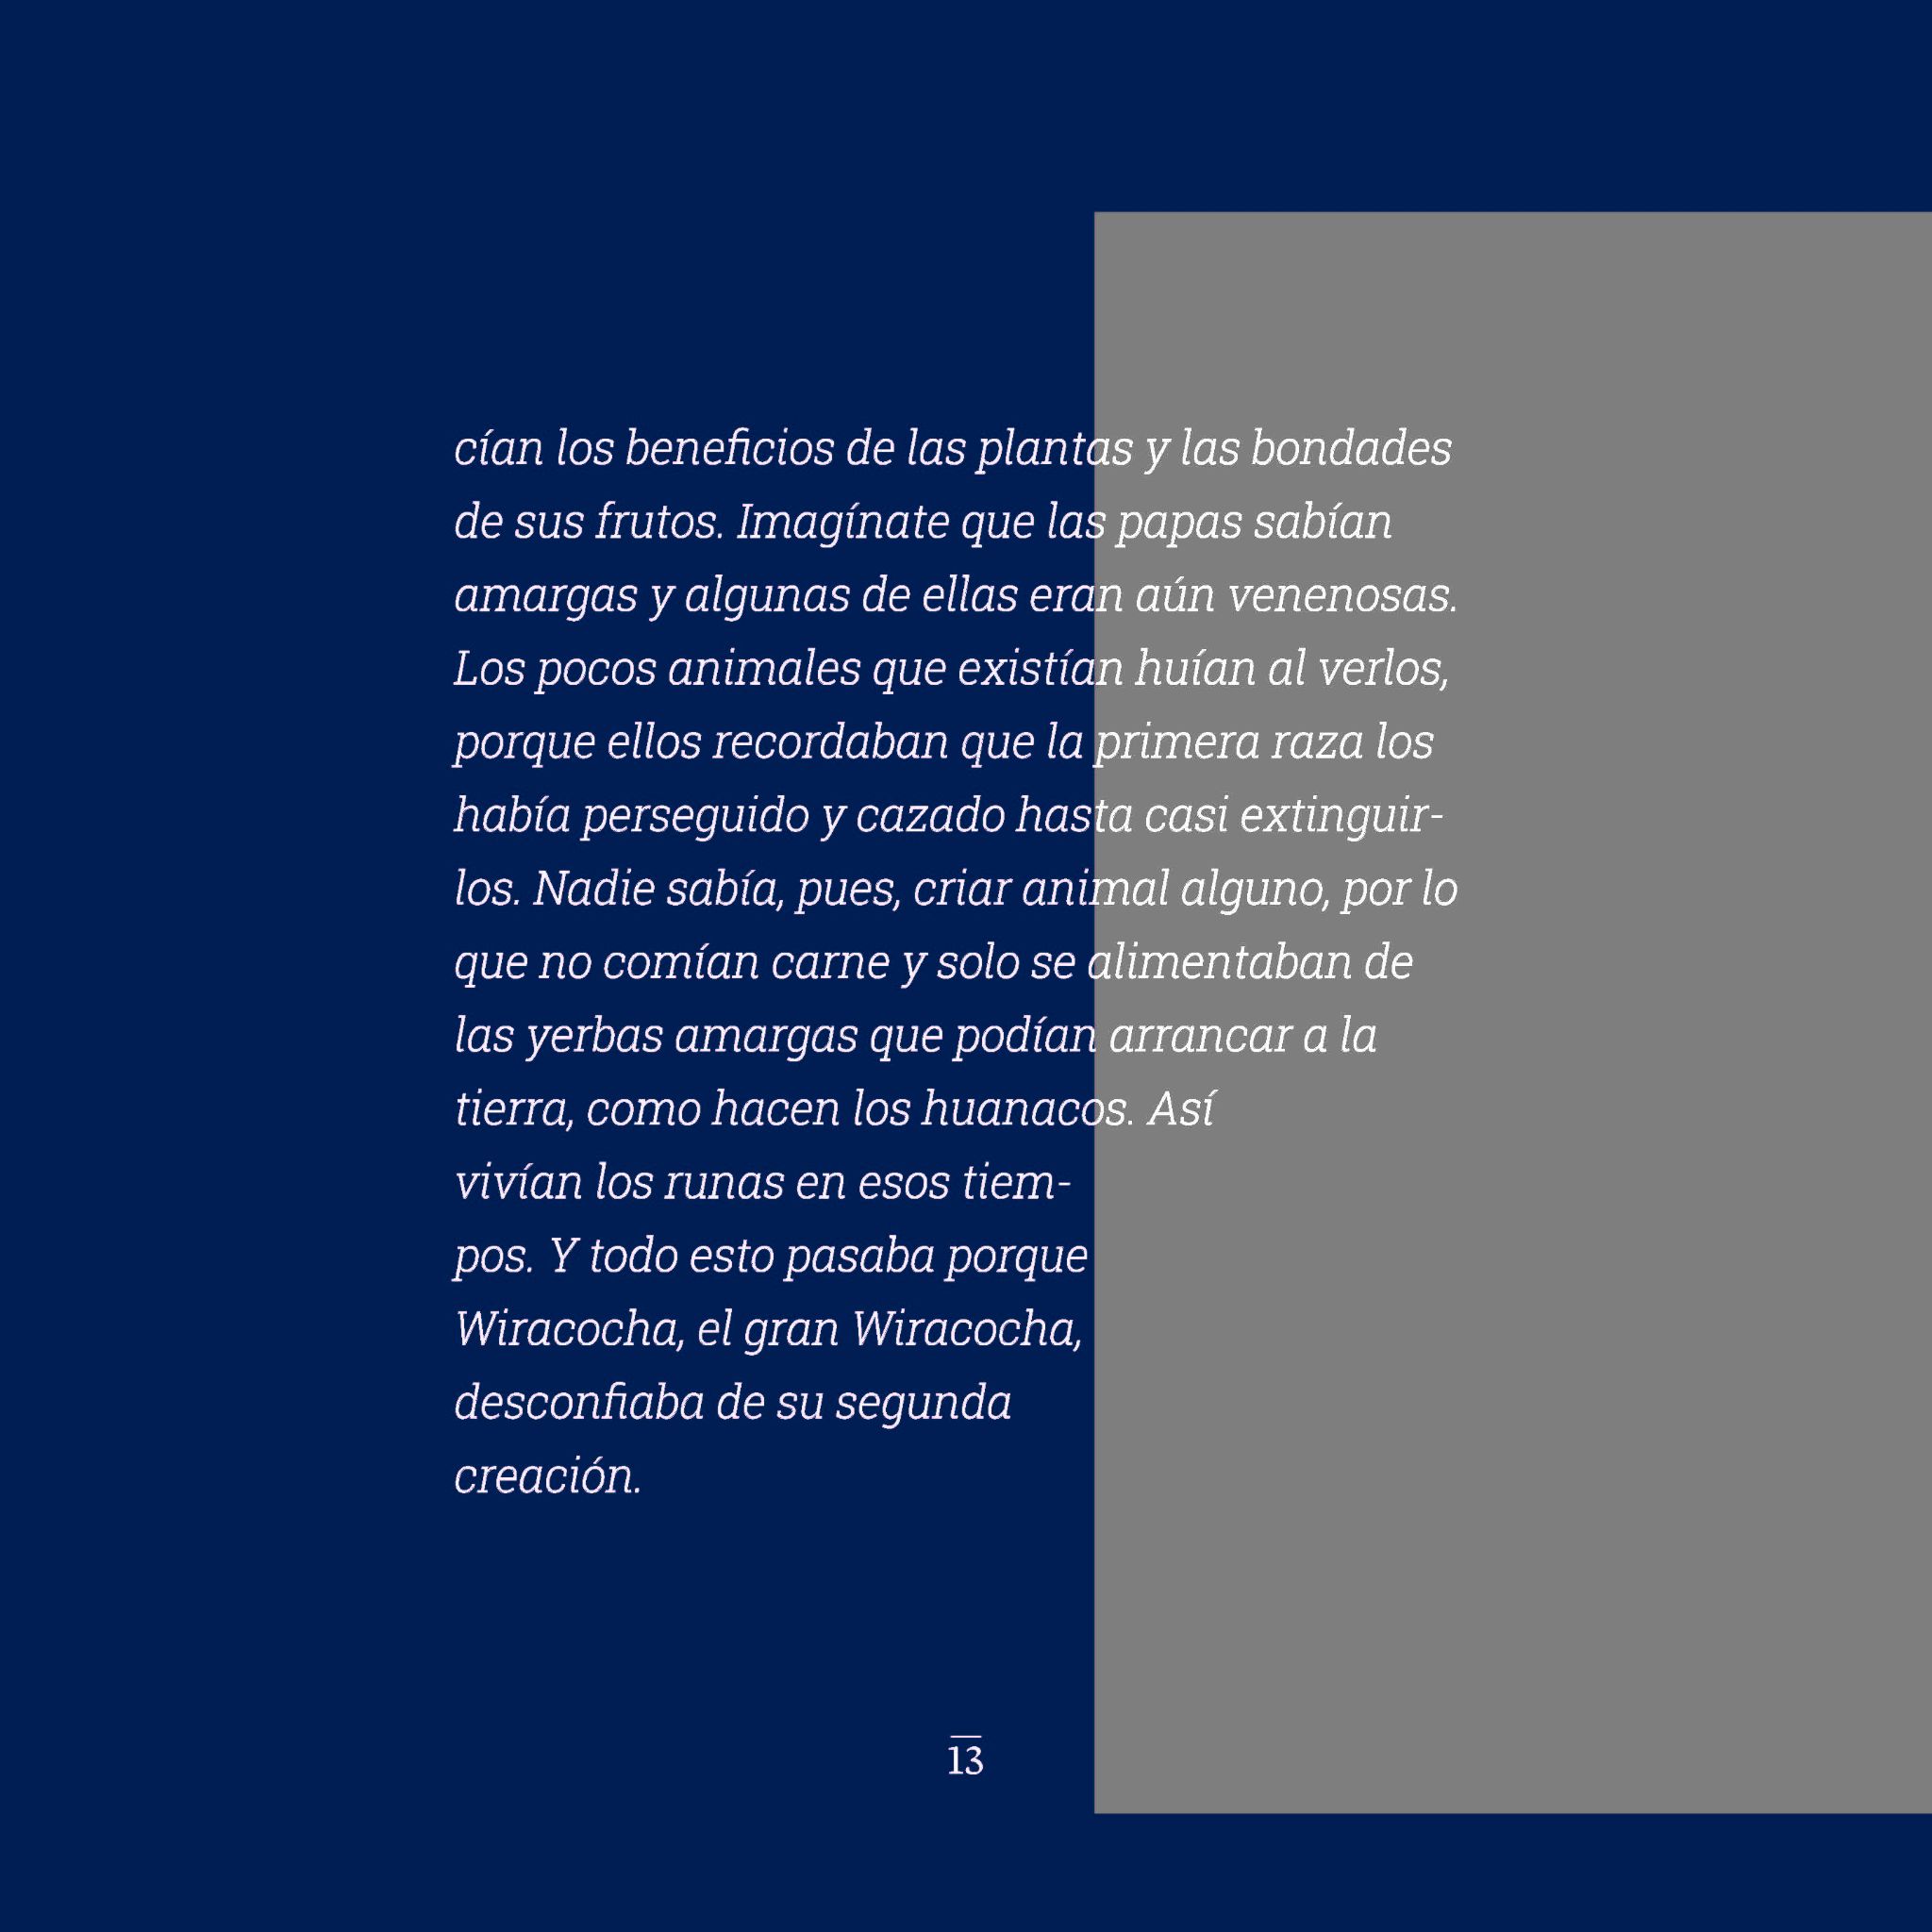 cían los beneficios de las plantas y las bondades
de sus frutos. Imagínate que las papas sabían
amargas y algunas de ellas eran aún venenosas.
Los pocos animales que existían huían al verlos,
porque ellos recordaban que la primera raza los
había perseguido y cazado hasta casi extinguir-
los. Nadie sabía, pues, criar animal alguno, por lo
que no comían carne y solo se alimentaban de
las yerbas amargas que podían arrancar a la
tierra, como hacen los huanacos. Así
vivían los runas en esos tiem-
pos. Y todo esto pasaba porque
Wiracocha, el gran Wiracocha,
desconfiaba de su segunda
creación.
13